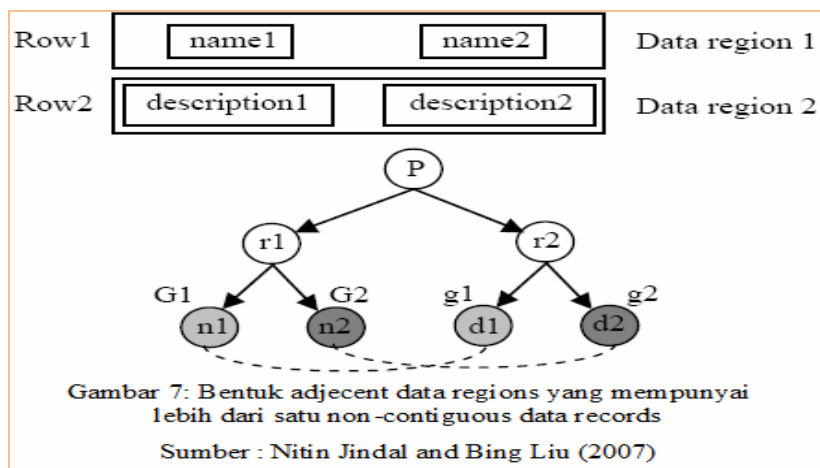 Row1 name1 name2 Data region 1
Row2 description1 description2 Data region 2
P
r1 r2
G1 G2 g1 g2
n1 n2 d1 d2
Gambar 7: Bentuk adjecent data regions yang mempunyai
lebih dari satu non-contiguous data records
Sumber : Nitin Jindal and Bing Liu (2007)